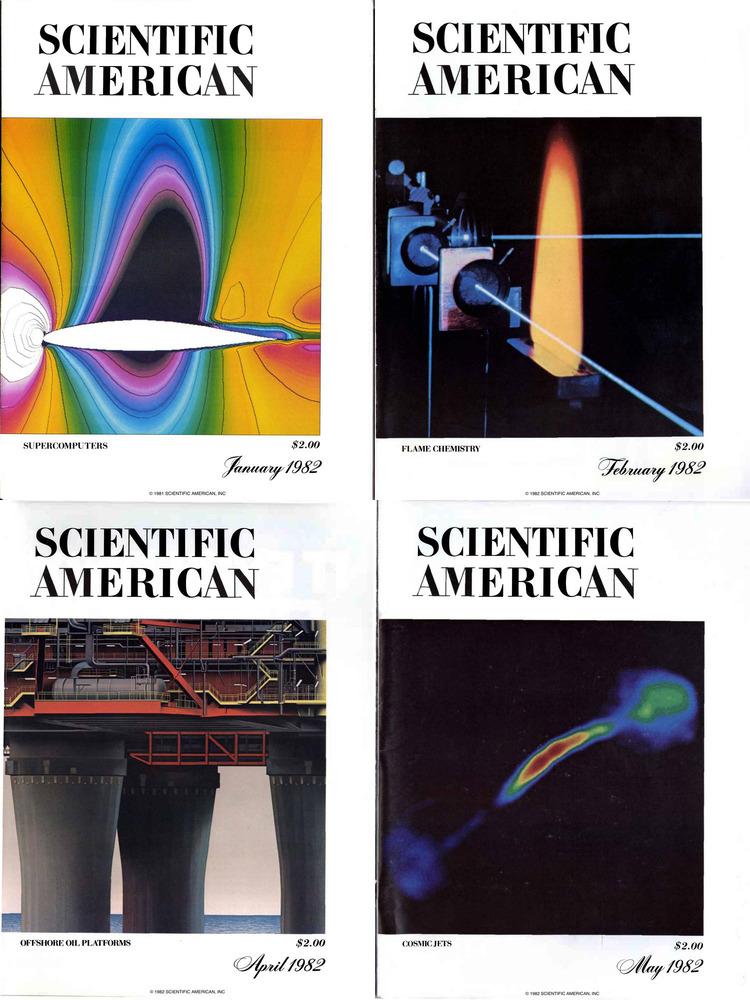 SCIENTIFIC
AMERICAN
SUPERCOMPUTERS
$2.00
January 1982
© 1981 SCIENTIFIC AMERICAN, INC
SCIENTIFIC
AMERICAN
FLAME CHEMISTRY
$2.00
February 1982
© 1982 SCIENTIFIC AMERICAN, INC
SCIENTIFIC
AMERICAN
OFFSHORE OIL PLATFORMS
$2.00
April 1982
© 1982 SCIENTIFIC AMERICAN, INC
SCIENTIFIC
AMERICAN
COSMIC JETS
$2.00
May 1982
© 1982 SCIENTIFIC AMERICAN, INC